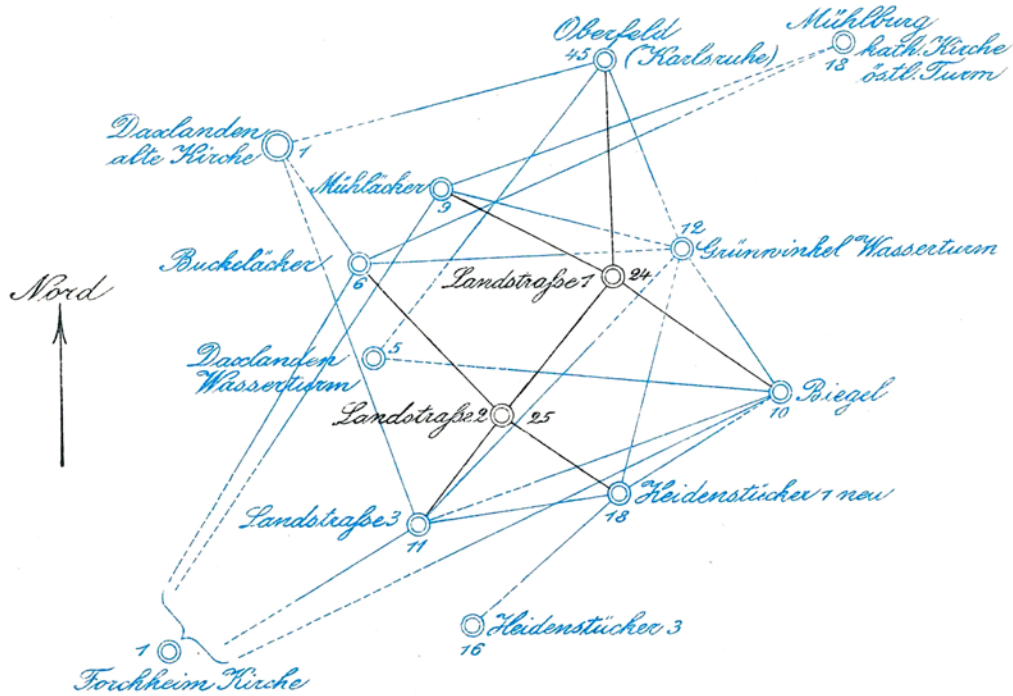 Oberfeld
45 (Karlsruhe)
Mühlburg
kath. Kirche
18 östl. Turm
Daxlanden
alte Kirche 1
Mühläcker
9
12
Grünwinkel Wasserturm
Buckeläcker
6
Landstraße 1 24
Nord
Daxlanden 5
Wasserturm
Biegel
10
Landstraße 2 25
Heidenstücker 1 neu
18
Landstraße 3
11
Heidenstücker 3
16
1
Forchheim Kirche